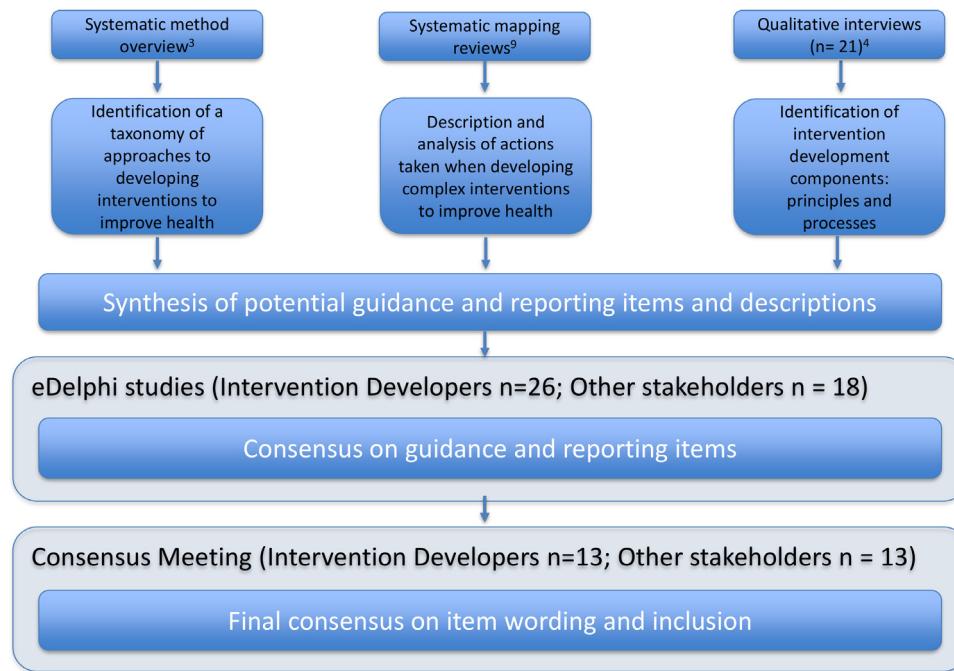 Systematic method
overview³
Systematic mapping
reviews⁹
Qualitative interviews
(n= 21)⁴
Identification of a
taxonomy of
approaches to
developing
interventions to
improve health
Description and
analysis of actions
taken when developing
complex interventions
to improve health
Identification of
intervention
development
components:
principles and
processes
Synthesis of potential guidance and reporting items and descriptions
eDelphi studies (Intervention Developers n=26; Other stakeholders n = 18)
Consensus on guidance and reporting items
Consensus Meeting (Intervention Developers n=13; Other stakeholders n = 13)
Final consensus on item wording and inclusion